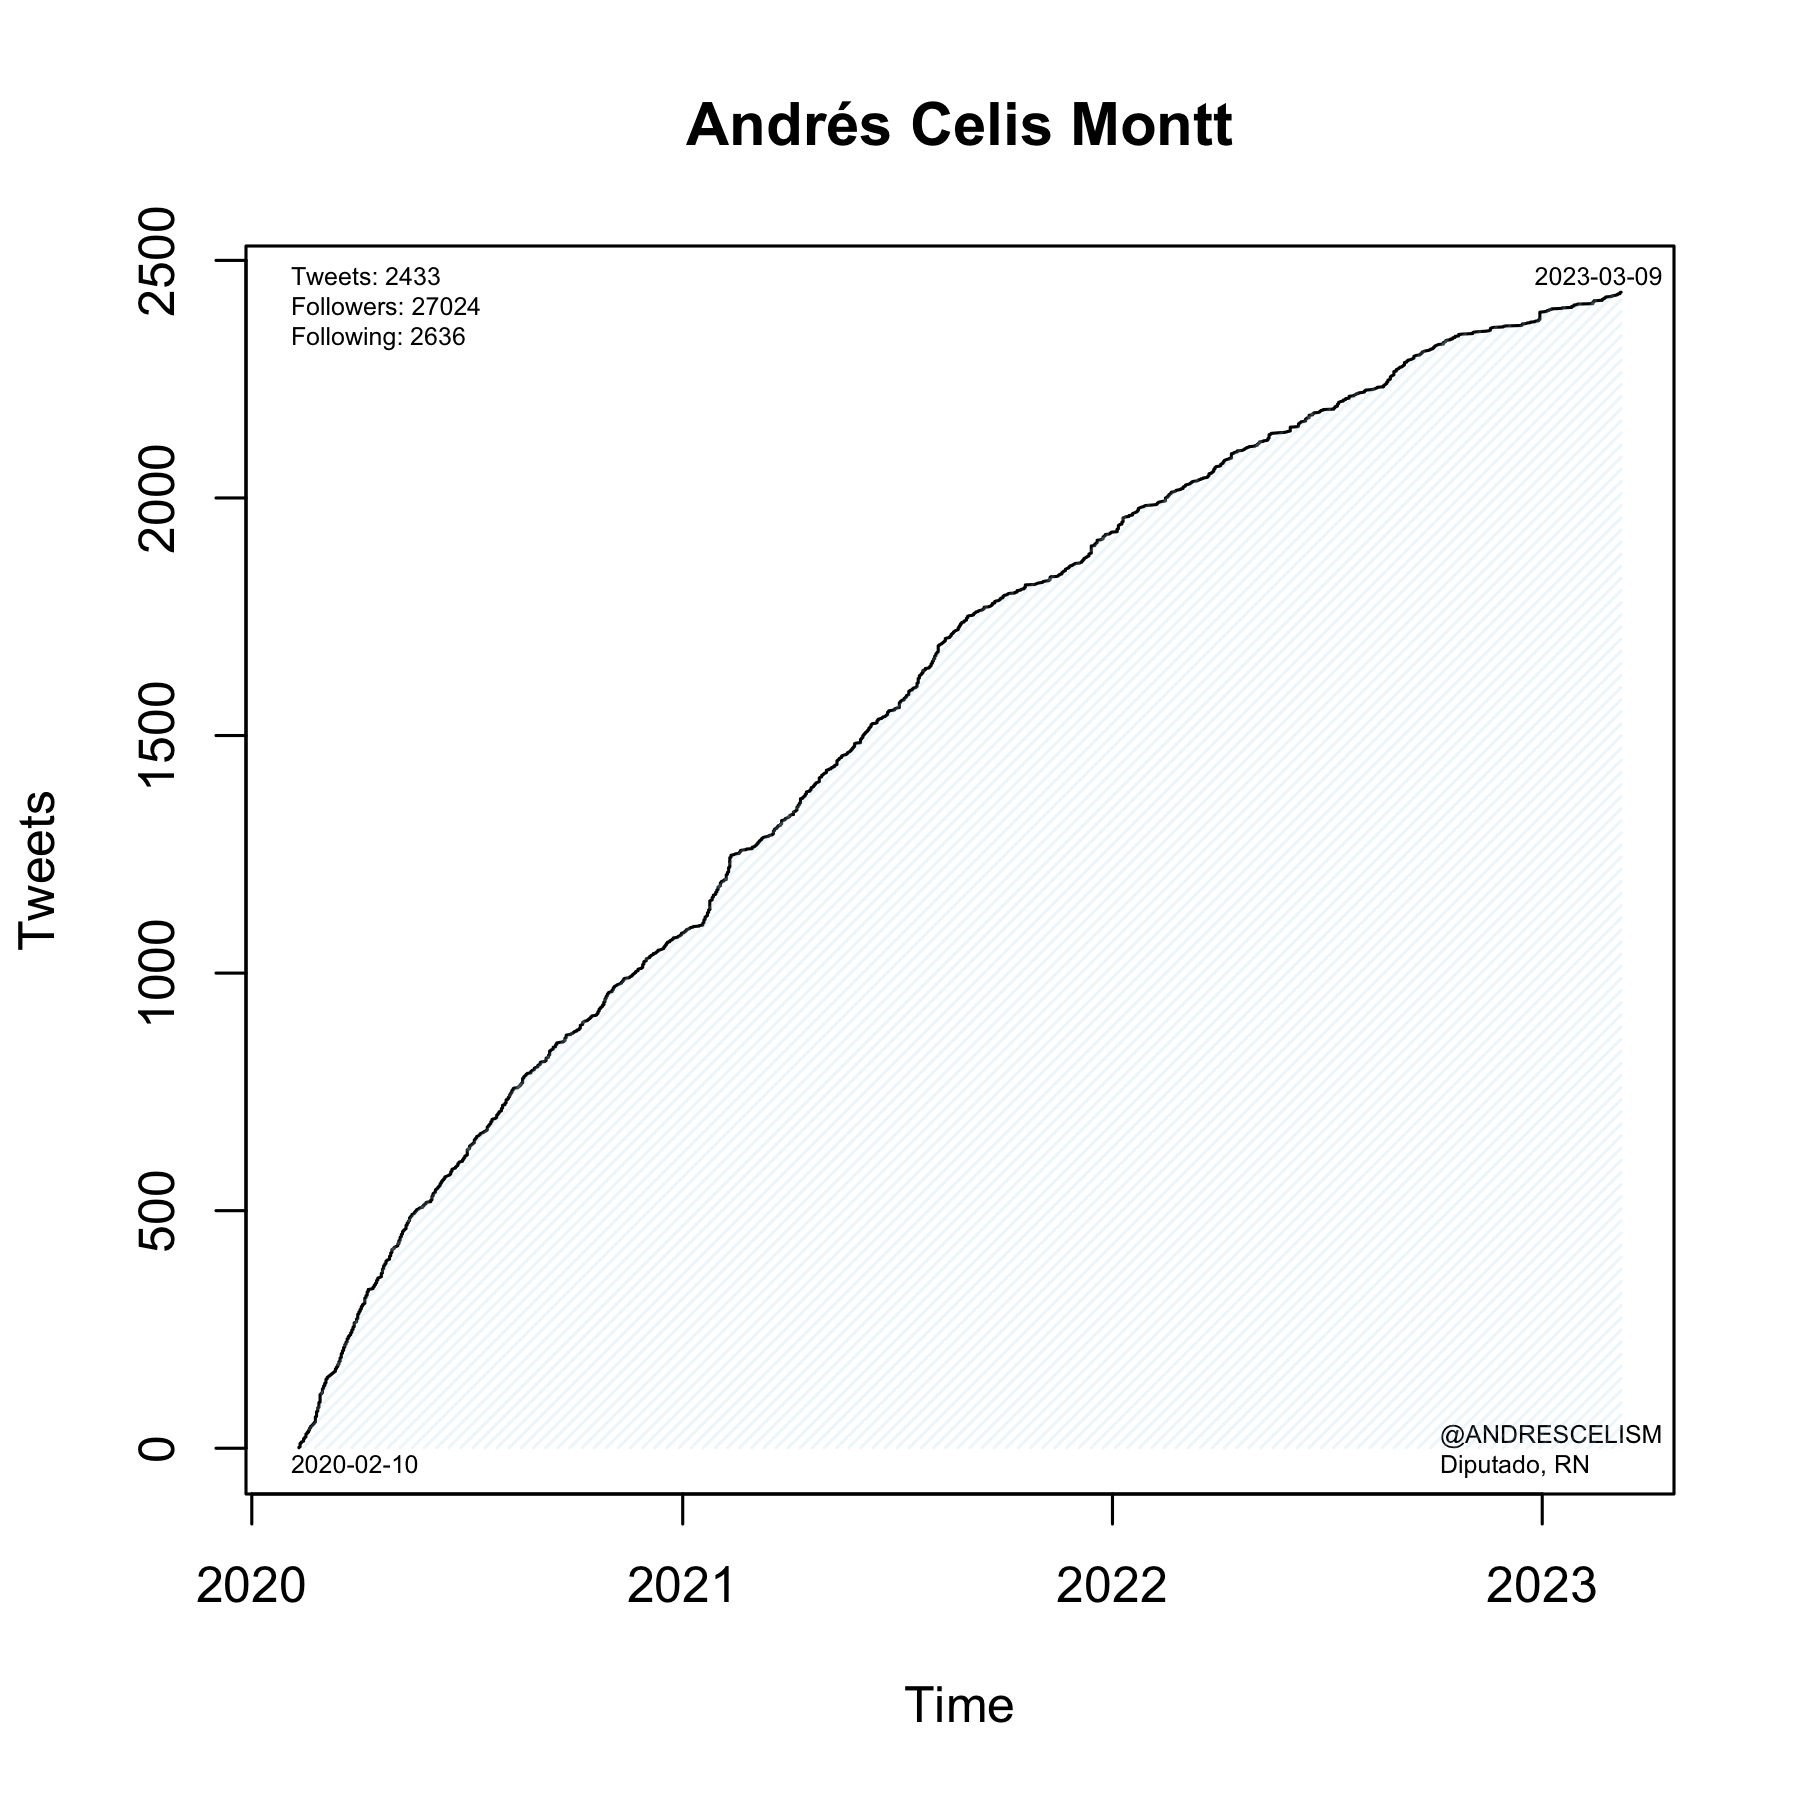 Andrés Celis Montt
Tweets: 2433
Followers: 27024
Following: 2636
2023-03-09
2500
2000
1500
1000
500
0
Tweets
2020-02-10
@ANDRESCELISM
Diputado, RN
2020
2021
2022
2023
Time